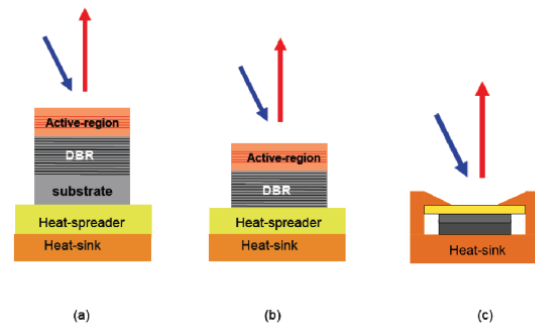 Active-region
DBR
substrate
Heat-spreader
Heat-sink
(a)
Active-region
DBR
Heat-spreader
Heat-sink
(b)
Heat-sink
(c)